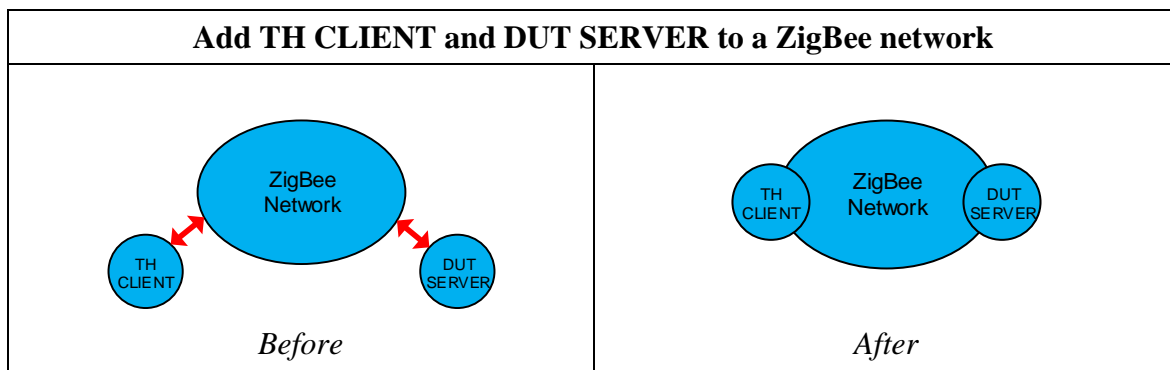 Add TH CLIENT and DUT SERVER to a ZigBee network
ZigBee
Network
TH
CLIENT
DUT
SERVER
Before
TH
CLIENT
ZigBee
Network
DUT
SERVER
After